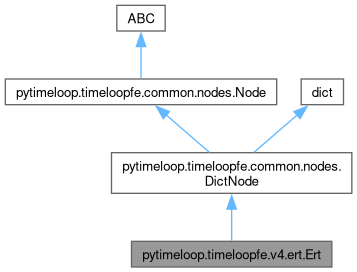 ABC
pytimeloop.timeloopfe.common.nodes.Node
dict
pytimeloop.timeloopfe.common.nodes.
DictNode
pytimeloop.timeloopfe.v4.ert.Ert